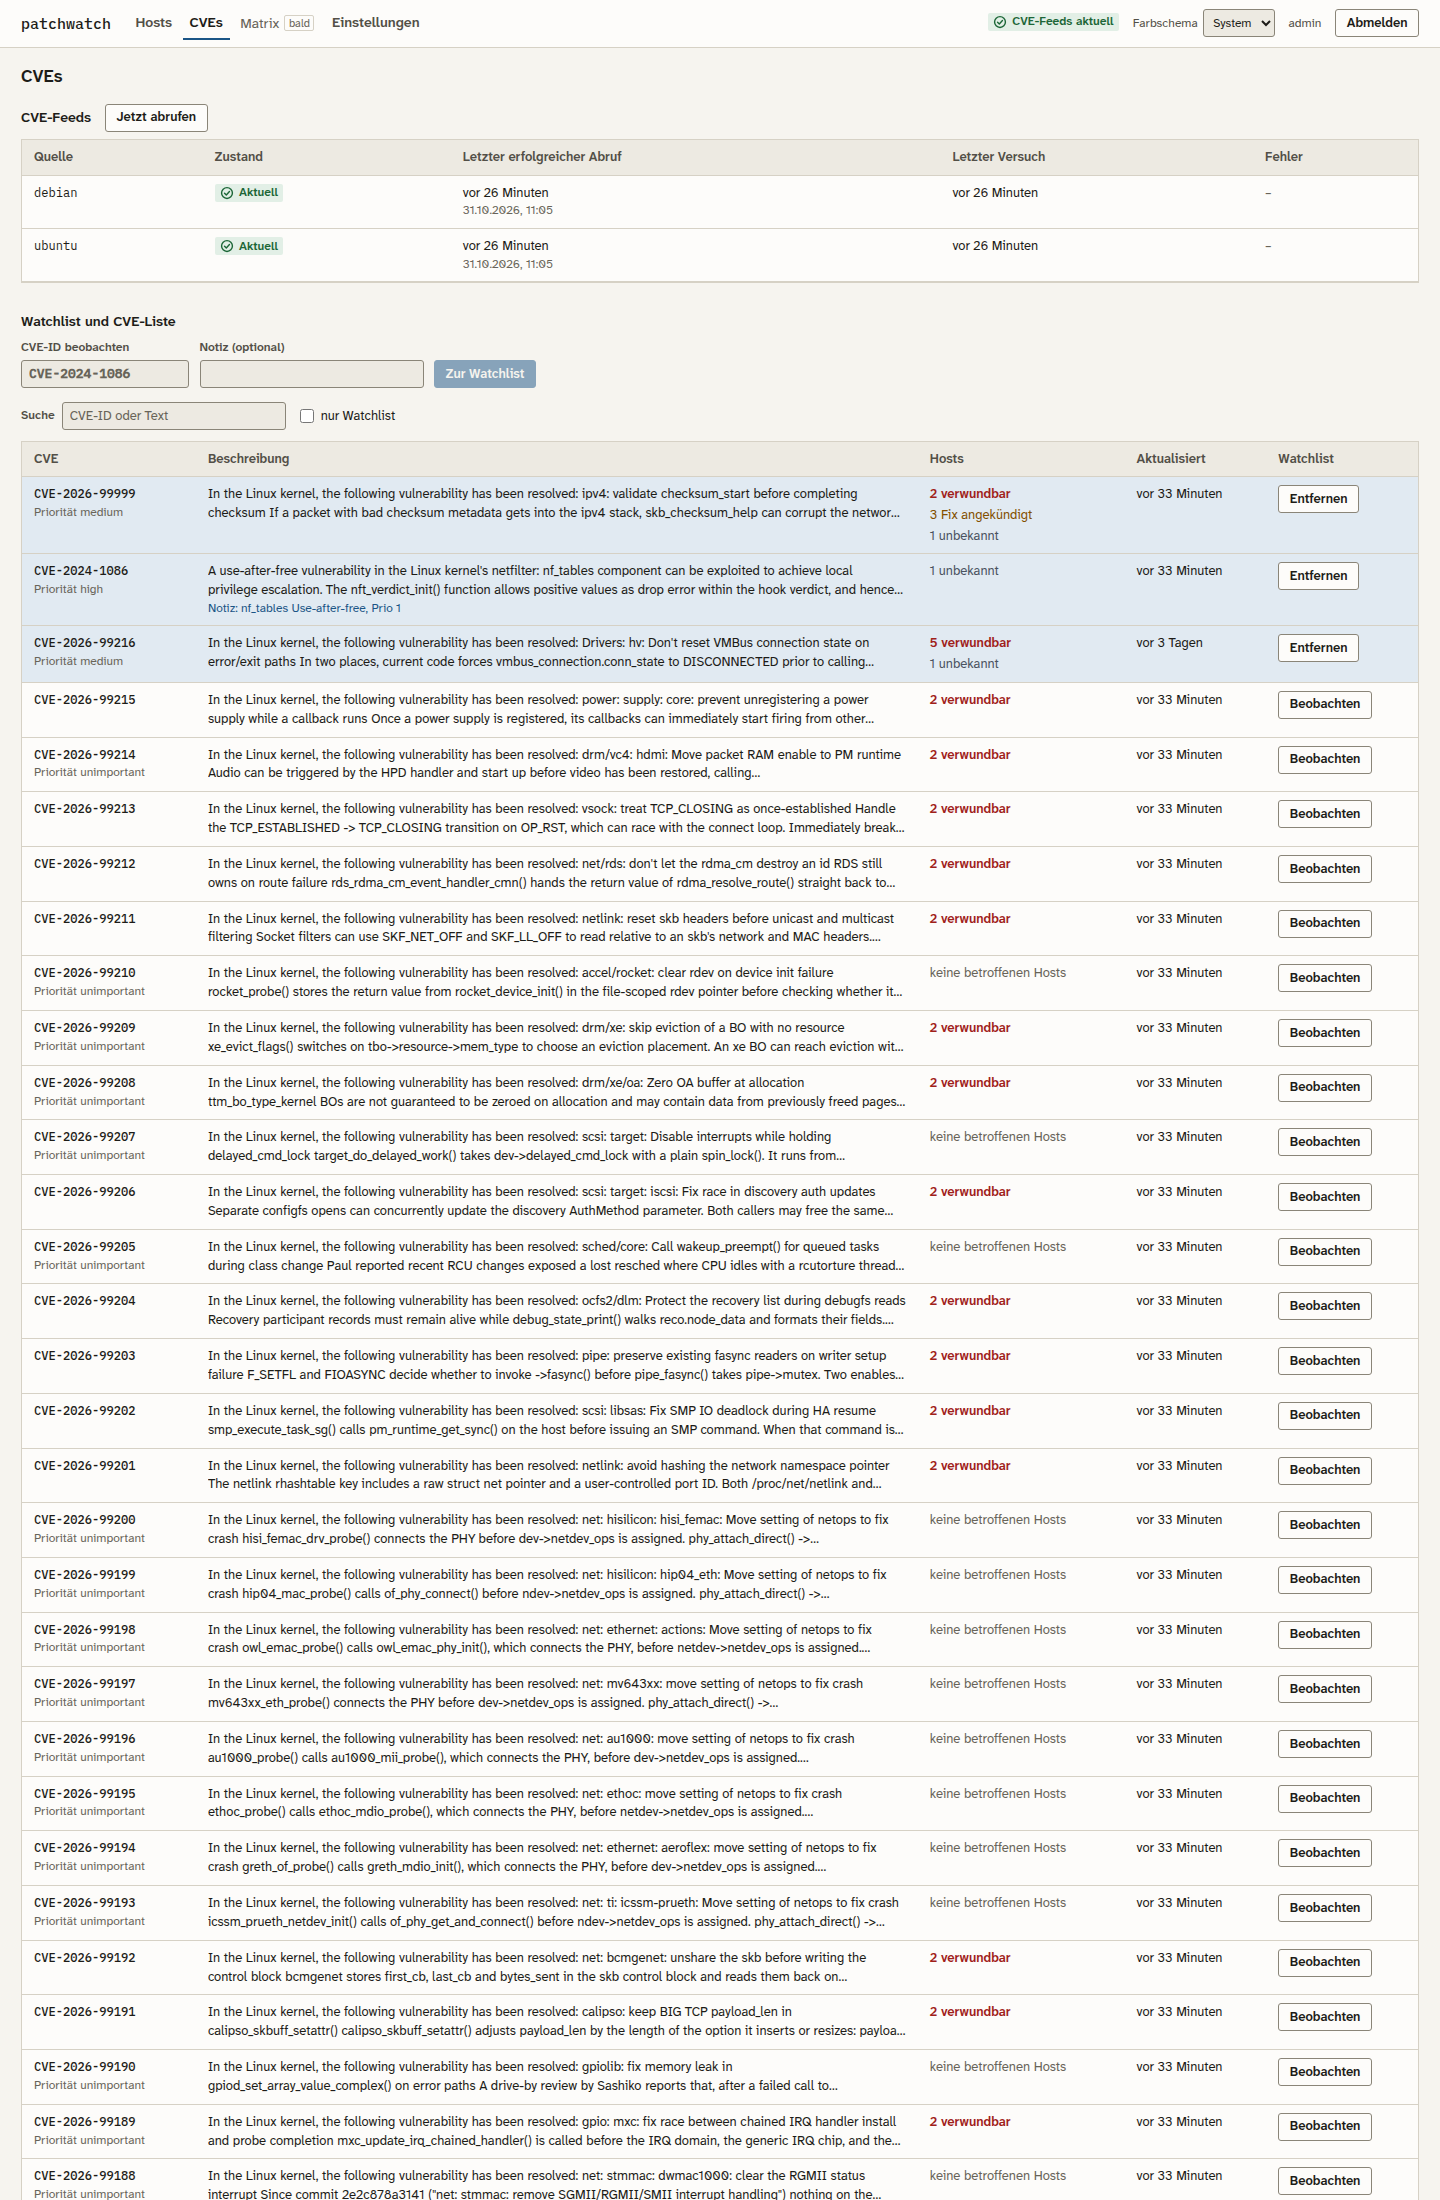 patchwatch Hosts CVEs Matrix bald Einstellungen CVE-Feeds aktuell Farbschema System admin Abmelden
CVEs
CVE-Feeds Jetzt abrufen
Quelle Zustand Letzter erfolgreicher Abruf Letzter Versuch Fehler
debian Aktuell vor 26 Minuten vor 26 Minuten –
31.10.2026, 11:05
ubuntu Aktuell vor 26 Minuten vor 26 Minuten –
31.10.2026, 11:05
Watchlist und CVE-Liste
CVE-ID beobachten Notiz (optional)
CVE-2024-1086 Zur Watchlist
Suche CVE-ID oder Text nur Watchlist
CVE Beschreibung Hosts Aktualisiert Watchlist
CVE-2026-99999 In the Linux kernel, the following vulnerability has been resolved: ipv4: validate checksum_start before completing 2 verwundbar vor 33 Minuten Entfernen
Priorität medium checksum If a packet with bad checksum metadata gets into the ipv4 stack, skb_checksum_help can corrupt the networ... 3 Fix angekündigt
1 unbekannt
CVE-2024-1086 A use-after-free vulnerability in the Linux kernel's netfilter: nf_tables component can be exploited to achieve local 1 unbekannt vor 33 Minuten Entfernen
Priorität high privilege escalation. The nft_verdict_init() function allows positive values as drop error within the hook verdict, and hence...
Notiz: nf_tables Use-after-free, Prio 1
CVE-2026-99216 In the Linux kernel, the following vulnerability has been resolved: Drivers: hv: Don't reset VMBus connection state on 5 verwundbar vor 3 Tagen Entfernen
Priorität medium error/exit paths In two places, current code forces vmbus_connection.conn_state to DISCONNECTED prior to calling... 1 unbekannt
CVE-2026-99215 In the Linux kernel, the following vulnerability has been resolved: power: supply: core: prevent unregistering a power 2 verwundbar vor 33 Minuten Beobachten
supply while a callback runs Once a power supply is registered, its callbacks can immediately start firing from other...
CVE-2026-99214 In the Linux kernel, the following vulnerability has been resolved: drm/vc4: hdmi: Move packet RAM enable to PM runtime 2 verwundbar vor 33 Minuten Beobachten
Priorität unimportant Audio can be triggered by the HPD handler and start up before video has been restored, calling...
CVE-2026-99213 In the Linux kernel, the following vulnerability has been resolved: vsock: treat TCP_CLOSING as once-established Handle 2 verwundbar vor 33 Minuten Beobachten
the TCP_ESTABLISHED -> TCP_CLOSING transition on OP_RST, which can race with the connect loop. Immediately break...
CVE-2026-99212 In the Linux kernel, the following vulnerability has been resolved: net/rds: don't let the rdma_cm destroy an id RDS still 2 verwundbar vor 33 Minuten Beobachten
owns on route failure rds_rdma_cm_event_handler_cmn() hands the return value of rdma_resolve_route() straight back to...
CVE-2026-99211 In the Linux kernel, the following vulnerability has been resolved: netlink: reset skb headers before unicast and multicast 2 verwundbar vor 33 Minuten Beobachten
filtering Socket filters can use SKF_NET_OFF and SKF_LL_OFF to read relative to an skb's network and MAC headers....
CVE-2026-99210 In the Linux kernel, the following vulnerability has been resolved: accel/rocket: clear rdev on device init failure keine betroffenen Hosts vor 33 Minuten Beobachten
Priorität unimportant rocket_probe() stores the return value from rocket_device_init() in the file-scoped rdev pointer before checking whether it...
CVE-2026-99209 In the Linux kernel, the following vulnerability has been resolved: drm/xe: skip eviction of a BO with no resource 2 verwundbar vor 33 Minuten Beobachten
Priorität unimportant xe_evict_flags() switches on tbo->resource->mem_type to choose an eviction placement. An xe BO can reach eviction wit...
CVE-2026-99208 In the Linux kernel, the following vulnerability has been resolved: drm/xe/oa: Zero OA buffer at allocation 2 verwundbar vor 33 Minuten Beobachten
Priorität unimportant ttm_bo_type_kernel BOs are not guaranteed to be zeroed on allocation and may contain data from previously freed pages...
CVE-2026-99207 In the Linux kernel, the following vulnerability has been resolved: scsi: target: Disable interrupts while holding keine betroffenen Hosts vor 33 Minuten Beobachten
Priorität unimportant delayed_cmd_lock target_do_delayed_work() takes dev->delayed_cmd_lock with a plain spin_lock(). It runs from...
CVE-2026-99206 In the Linux kernel, the following vulnerability has been resolved: scsi: target: iscsi: Fix race in discovery auth updates 2 verwundbar vor 33 Minuten Beobachten
Priorität unimportant Separate configfs opens can concurrently update the discovery AuthMethod parameter. Both callers may free the same...
CVE-2026-99205 In the Linux kernel, the following vulnerability has been resolved: sched/core: Call wakeup_preempt() for queued tasks keine betroffenen Hosts vor 33 Minuten Beobachten
Priorität unimportant during class change Paul reported recent RCU changes exposed a lost resched where CPU idles with a rcutorture thread...
CVE-2026-99204 In the Linux kernel, the following vulnerability has been resolved: ocfs2/dlm: Protect the recovery list during debugfs reads 2 verwundbar vor 33 Minuten Beobachten
Recovery participant records must remain alive while debug_state_print() walks reco.node_data and formats their fields....
CVE-2026-99203 In the Linux kernel, the following vulnerability has been resolved: pipe: preserve existing fasync readers on writer setup 2 verwundbar vor 33 Minuten Beobachten
failure F_SETFL and FIOASYNC decide whether to invoke ->fasync() before pipe_fasync() takes pipe->mutex. Two enables...
CVE-2026-99202 In the Linux kernel, the following vulnerability has been resolved: scsi: libsas: Fix SMP IO deadlock during HA resume 2 verwundbar vor 33 Minuten Beobachten
smp_execute_task_sg() calls pm_runtime_get_sync() on the host before issuing an SMP command. When that command is...
CVE-2026-99201 In the Linux kernel, the following vulnerability has been resolved: netlink: avoid hashing the network namespace pointer 2 verwundbar vor 33 Minuten Beobachten
The netlink rhashtable key includes a raw struct net pointer and a user-controlled port ID. Both /proc/net/netlink and...
CVE-2026-99200 In the Linux kernel, the following vulnerability has been resolved: net: hisilicon: hisi_femac: Move setting of netops to fix keine betroffenen Hosts vor 33 Minuten Beobachten
Priorität unimportant crash hisi_femac_drv_probe() connects the PHY before dev->netdev_ops is assigned. phy_attach_direct() ->...
CVE-2026-99199 In the Linux kernel, the following vulnerability has been resolved: net: hisilicon: hip04_eth: Move setting of netops to fix keine betroffenen Hosts vor 33 Minuten Beobachten
Priorität unimportant crash hip04_mac_probe() calls of_phy_connect() before ndev->netdev_ops is assigned. phy_attach_direct() ->...
CVE-2026-99198 In the Linux kernel, the following vulnerability has been resolved: net: ethernet: actions: Move setting of netops to fix keine betroffenen Hosts vor 33 Minuten Beobachten
Priorität unimportant crash owl_emac_probe() calls owl_emac_phy_init(), which connects the PHY, before netdev->netdev_ops is assigned....
CVE-2026-99197 In the Linux kernel, the following vulnerability has been resolved: net: mv643xx: move setting of netops to fix crash keine betroffenen Hosts vor 33 Minuten Beobachten
Priorität unimportant mv643xx_eth_probe() connects the PHY before dev->netdev_ops is assigned. phy_attach_direct() ->...
CVE-2026-99196 In the Linux kernel, the following vulnerability has been resolved: net: au1000: move setting of netops to fix crash keine betroffenen Hosts vor 33 Minuten Beobachten
Priorität unimportant au1000_probe() calls au1000_mii_probe(), which connects the PHY, before dev->netdev_ops is assigned....
CVE-2026-99195 In the Linux kernel, the following vulnerability has been resolved: net: ethoc: move setting of netops to fix crash keine betroffenen Hosts vor 33 Minuten Beobachten
Priorität unimportant ethoc_probe() calls ethoc_mdio_probe(), which connects the PHY, before netdev->netdev_ops is assigned....
CVE-2026-99194 In the Linux kernel, the following vulnerability has been resolved: net: ethernet: aeroflex: move setting of netops to fix keine betroffenen Hosts vor 33 Minuten Beobachten
Priorität unimportant crash greth_of_probe() calls greth_mdio_init(), which connects the PHY, before dev->netdev_ops is assigned....
CVE-2026-99193 In the Linux kernel, the following vulnerability has been resolved: net: ti: icssm-prueth: Move setting of netops to fix crash keine betroffenen Hosts vor 33 Minuten Beobachten
Priorität unimportant icssm_prueth_netdev_init() calls of_phy_get_and_connect() before ndev->netdev_ops is assigned. phy_attach_direct() ->...
CVE-2026-99192 In the Linux kernel, the following vulnerability has been resolved: net: bcmgenet: unshare the skb before writing the 2 verwundbar vor 33 Minuten Beobachten
control block bcmgenet stores first_cb, last_cb and bytes_sent in the skb control block and reads them back on...
CVE-2026-99191 In the Linux kernel, the following vulnerability has been resolved: calipso: keep BIG TCP payload_len in 2 verwundbar vor 33 Minuten Beobachten
calipso_skbuff_setattr() calipso_skbuff_setattr() adjusts payload_len by the length of the option it inserts or resizes: payloa...
CVE-2026-99190 In the Linux kernel, the following vulnerability has been resolved: gpiolib: fix memory leak in keine betroffenen Hosts vor 33 Minuten Beobachten
Priorität unimportant gpiod_set_array_value_complex() on error paths A drive-by review by Sashiko reports that, after a failed call to...
CVE-2026-99189 In the Linux kernel, the following vulnerability has been resolved: gpio: mxc: fix race between chained IRQ handler install 2 verwundbar vor 33 Minuten Beobachten
Priorität unimportant and probe completion mxc_update_irq_chained_handler() is called before the IRQ domain, the generic IRQ chip, and the...
CVE-2026-99188 In the Linux kernel, the following vulnerability has been resolved: net: stmmac: dwmac1000: clear the RGMII status keine betroffenen Hosts vor 33 Minuten Beobachten
Priorität unimportant interrupt Since commit 2e2c878a3141 ("net: stmmac: remove SGMII/RGMII/SMII interrupt handling") nothing on the...